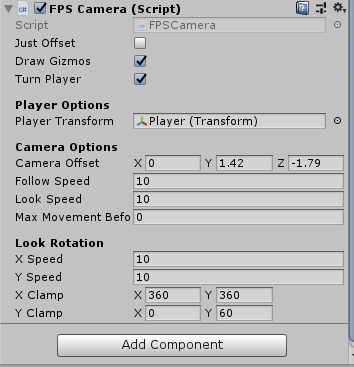 FPS Camera (Script)
Script FPSCamera
Just Offset
Draw Gizmos
Turn Player
Player Options
Player Transform Player (Transform)
Camera Options
Camera Offset X 0 Y 1.42 Z -1.79
Follow Speed 10
Look Speed 10
Max Movement Befo 0
Look Rotation
X Speed 10
Y Speed 10
X Clamp X 360 Y 360
Y Clamp X 0 Y 60
Add Component